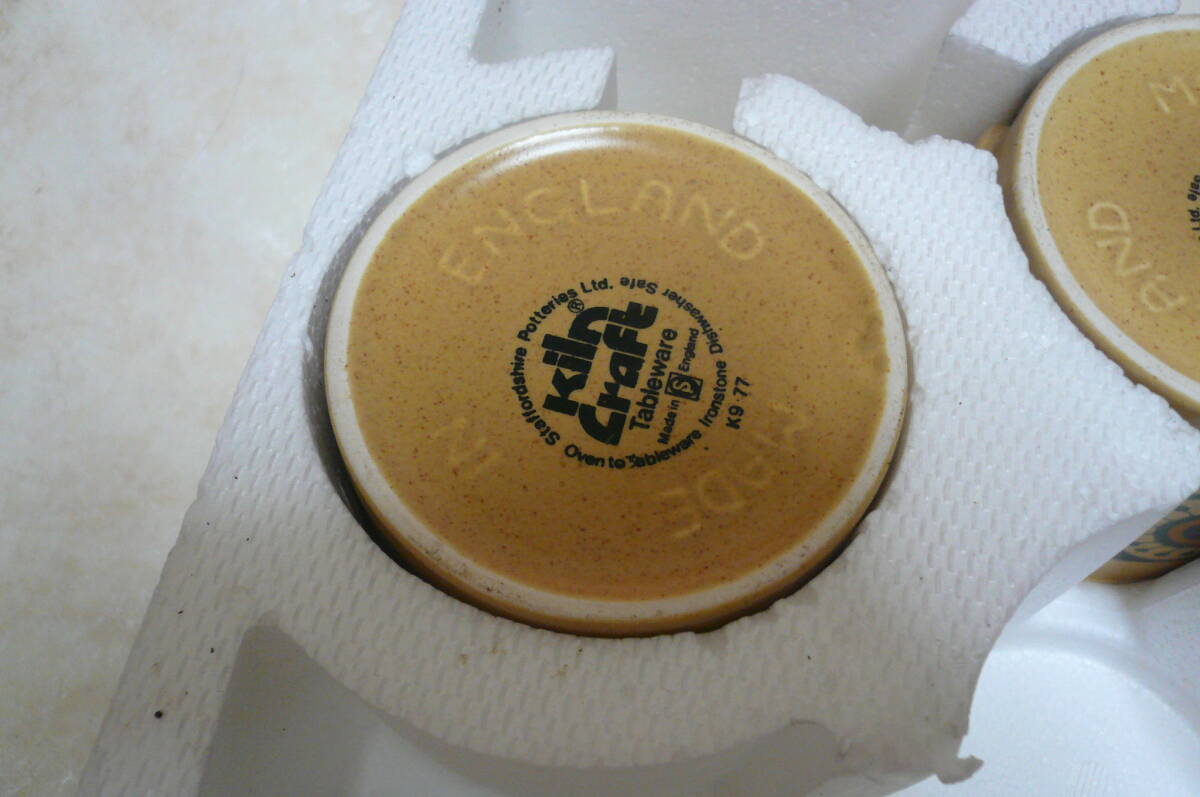 MADE IN ENGLAND
Staffordshire Potteries Ltd.
kiln®
Craft
Tableware
Made in S England
Oven to Tableware Ironstone Dishwasher Safe
K9 · 77
M
AND